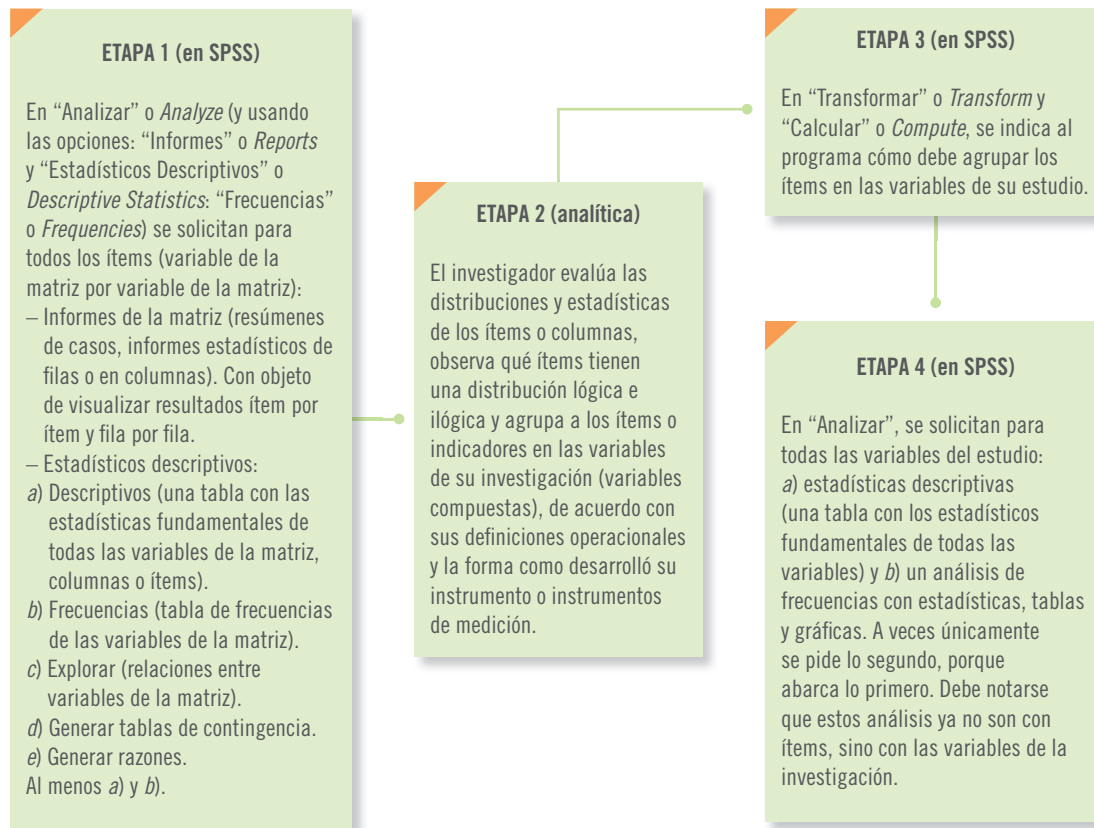 ETAPA 1 (en SPSS)
En “Analizar” o Analyze (y usando
las opciones: “Informes” o Reports
y “Estadísticos Descriptivos” o
Descriptive Statistics: “Frecuencias”
o Frequencies) se solicitan para
todos los ítems (variable de la
matriz por variable de la matriz):
– Informes de la matriz (resúmenes
de casos, informes estadísticos de
filas o en columnas). Con objeto
de visualizar resultados ítem por
ítem y fila por fila.
– Estadísticos descriptivos:
a) Descriptivos (una tabla con las
estadísticas fundamentales de
todas las variables de la matriz,
columnas o ítems).
b) Frecuencias (tabla de frecuencias
de las variables de la matriz).
c) Explorar (relaciones entre
variables de la matriz).
d) Generar tablas de contingencia.
e) Generar razones.
Al menos a) y b).
ETAPA 2 (analítica)
El investigador evalúa las
distribuciones y estadísticas
de los ítems o columnas,
observa qué ítems tienen
una distribución lógica e
ilógica y agrupa a los ítems o
indicadores en las variables
de su investigación (variables
compuestas), de acuerdo con
sus definiciones operacionales
y la forma como desarrolló su
instrumento o instrumentos
de medición.
ETAPA 3 (en SPSS)
En “Transformar” o Transform y
“Calcular” o Compute, se indica al
programa cómo debe agrupar los
ítems en las variables de su estudio.
ETAPA 4 (en SPSS)
En “Analizar”, se solicitan para
todas las variables del estudio:
a) estadísticas descriptivas
(una tabla con los estadísticos
fundamentales de todas las
variables) y b) un análisis de
frecuencias con estadísticas, tablas
y gráficas. A veces únicamente
se pide lo segundo, porque
abarca lo primero. Debe notarse
que estos análisis ya no son con
ítems, sino con las variables de la
investigación.